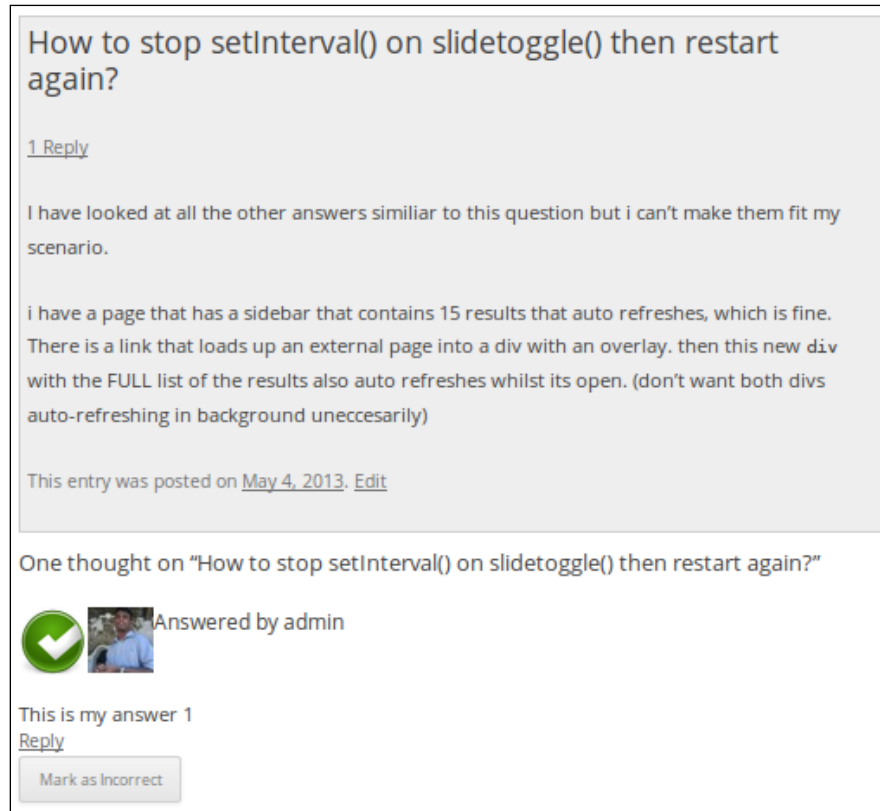 How to stop setInterval() on slidetoggle() then restart
again?
1 Reply
I have looked at all the other answers similiar to this question but i can’t make them fit my
scenario.
i have a page that has a sidebar that contains 15 results that auto refreshes, which is fine.
There is a link that loads up an external page into a div with an overlay. then this new div
with the FULL list of the results also auto refreshes whilst its open. (don’t want both divs
auto-refreshing in background uneccesarily)
This entry was posted on May 4, 2013. Edit
One thought on “How to stop setInterval() on slidetoggle() then restart again?”
Answered by admin
This is my answer 1
Reply
Mark as Incorrect